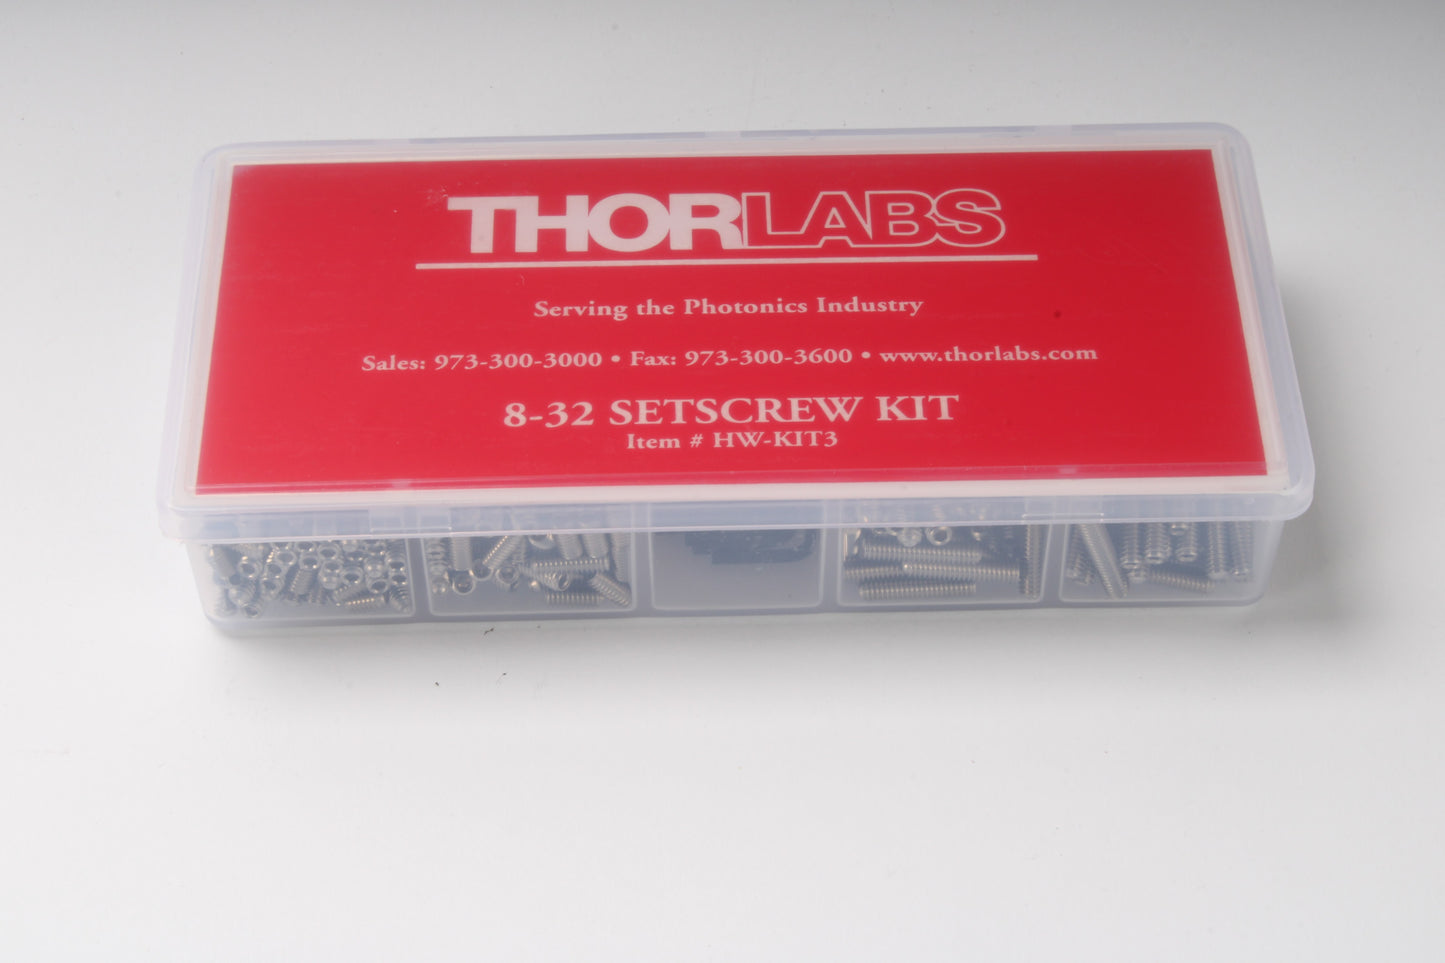 THORLABS
Serving the Photonics Industry
Sales: 973-300-3000 • Fax: 973-300-3600 • www.thorlabs.com
8-32 SETSCREW KIT
Item # HW-KIT3